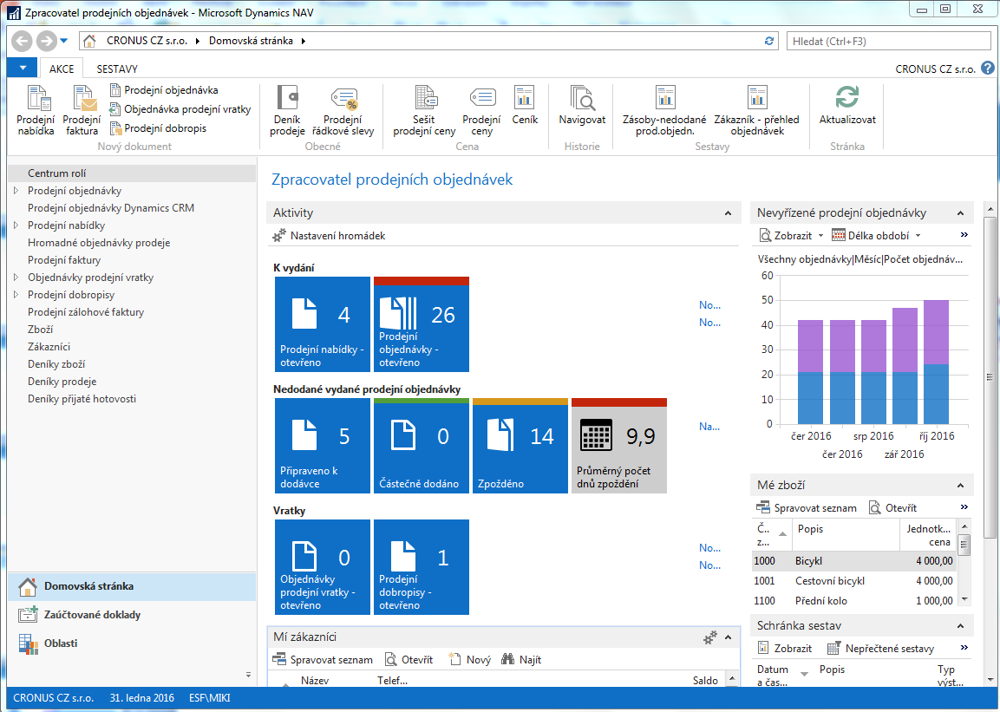 Zpracovatel prodejních objednávek - Microsoft Dynamics NAV
CRONUS CZ s.r.o. Domovská stránka
Hledat (Ctrl+F3)
AKCE SESTAVY
CRONUS CZ s.r.o.
Prodejní nabídka
Prodejní faktura
Prodejní objednávka
Objednávka prodejní vratky
Prodejní dobropis
Nový dokument
Deník prodeje
Prodejní řádkové slevy
Obecné
Sešit prodejní ceny
Prodejní ceny
Ceník
Cena
Navigovat
Historie
Zásoby-nedodané prod.objedn.
Zákazník - přehled objednávek
Sestavy
Aktualizovat
Stránka
Centrum rolí
Prodejní objednávky
Prodejní objednávky Dynamics CRM
Prodejní nabídky
Hromadné objednávky prodeje
Prodejní faktury
Objednávky prodejní vratky
Prodejní dobropisy
Prodejní zálohové faktury
Zboží
Zákazníci
Deníky zboží
Deníky prodeje
Deníky přijaté hotovosti
Domovská stránka
Zaúčtované doklady
Oblasti
Zpracovatel prodejních objednávek
Aktivity
Nastavení hromádek
K vydání
4
Prodejní nabídky -
otevřeno
26
Prodejní
objednávky -
otevřeno
No...
No...
Nedodané vydané prodejní objednávky
5
Připraveno k
dodávce
0
Částečně dodáno
14
Zpožděno
9,9
Průměrný počet
dnů zpoždění
Na...
Vratky
0
Objednávky
prodejní vratky -
otevřeno
1
Prodejní
dobropisy -
otevřeno
No...
No...
Mí zákazníci
Spravovat seznam Otevřít Nový Najít
Název Telef... Saldo
Nevyřízené prodejní objednávky
Zobrazit Délka období
Všechny objednávky|Měsíc|Počet objednáv...
60
50
40
30
20
10
0
čer 2016 srp 2016 říj 2016
čer 2016 zář 2016
Mé zboží
Spravovat seznam Otevřít
Č.. z... Popis Jednotk... cena
1000 Bicykl 4 000,00
1001 Cestovní bicykl 4 000,00
1100 Přední kolo 1 000,00
Schránka sestav
Zobrazit Nepřečtené sestavy
Datum a čas... Popis Typ výst...
CRONUS CZ s.r.o. 31. ledna 2016 ESF\MIKI